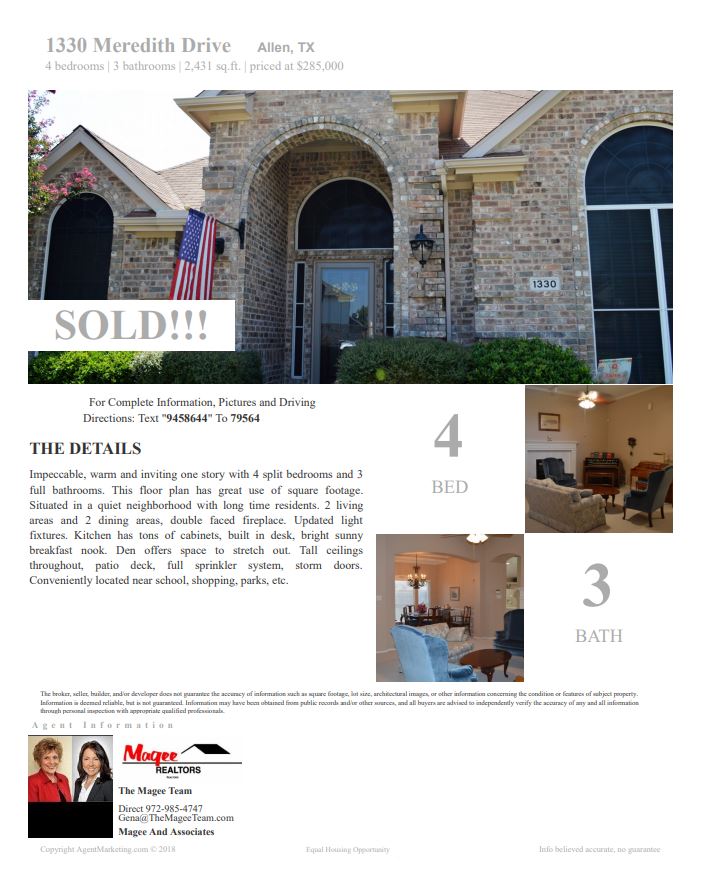 1330 Meredith Drive Allen, TX
4 bedrooms | 3 bathrooms | 2,431 sq.ft. | priced at $285,000
1330
SOLD!!!
For Complete Information, Pictures and Driving
Directions: Text "9458644" To 79564
THE DETAILS
Impeccable, warm and inviting one story with 4 split bedrooms and 3
full bathrooms. This floor plan has great use of square footage.
Situated in a quiet neighborhood with long time residents. 2 living
areas and 2 dining areas, double faced fireplace. Updated light
fixtures. Kitchen has tons of cabinets, built in desk, bright sunny
breakfast nook. Den offers space to stretch out. Tall ceilings
throughout, patio deck, full sprinkler system, storm doors.
Conveniently located near school, shopping, parks, etc.
4
BED
3
BATH
The broker, seller, builder, and/or developer does not guarantee the accuracy of information such as square footage, lot size, architectural images, or other information concerning the condition or features of subject property.
Information is deemed reliable, but is not guaranteed. Information may have been obtained from public records and/or other sources, and all buyers are advised to independently verify the accuracy of any and all information
through personal inspection with appropriate qualified professionals.
Agent Information
Magee
REALTORS
The Magee Team
Direct 972-985-4747
Gena@TheMageeTeam.com
Magee And Associates
Copyright AgentMarketing.com © 2018 Equal Housing Opportunity Info believed accurate, no guarantee